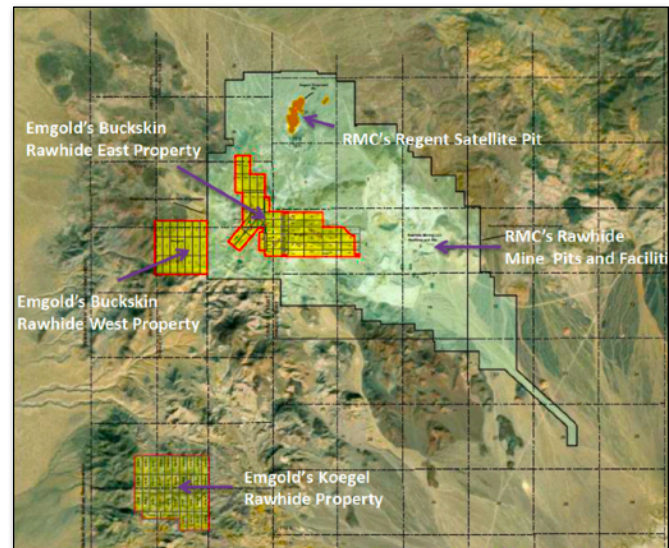 Emgold's Buckskin
Rawhide East Property
RMC's Regent Satellite Pit
RMC's Rawhide
Mine Pits and Faciliti
Emgold's Buckskin
Rawhide West Property
Emgold's Koegel
Rawhide Property